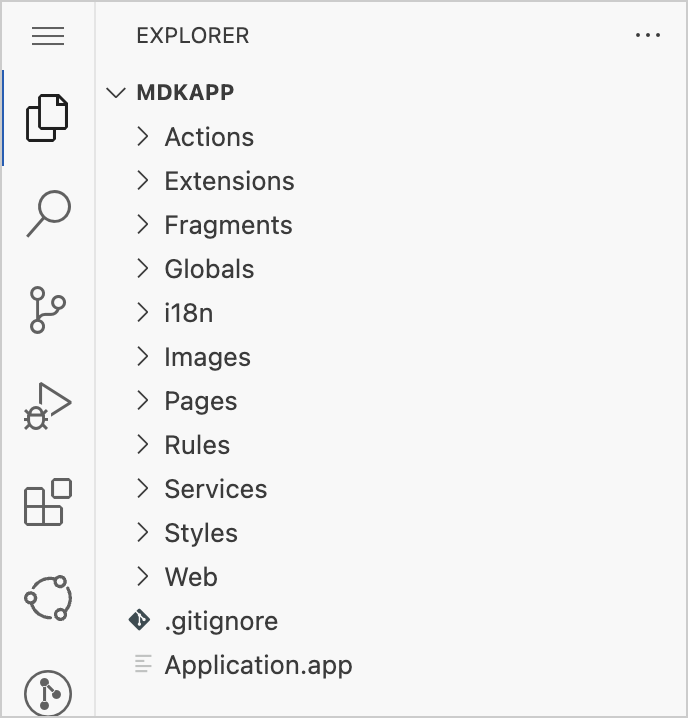 EXPLORER
MDKAPP
Actions
Extensions
Fragments
Globals
i18n
Images
Pages
Rules
Services
Styles
Web
.gitignore
Application.app